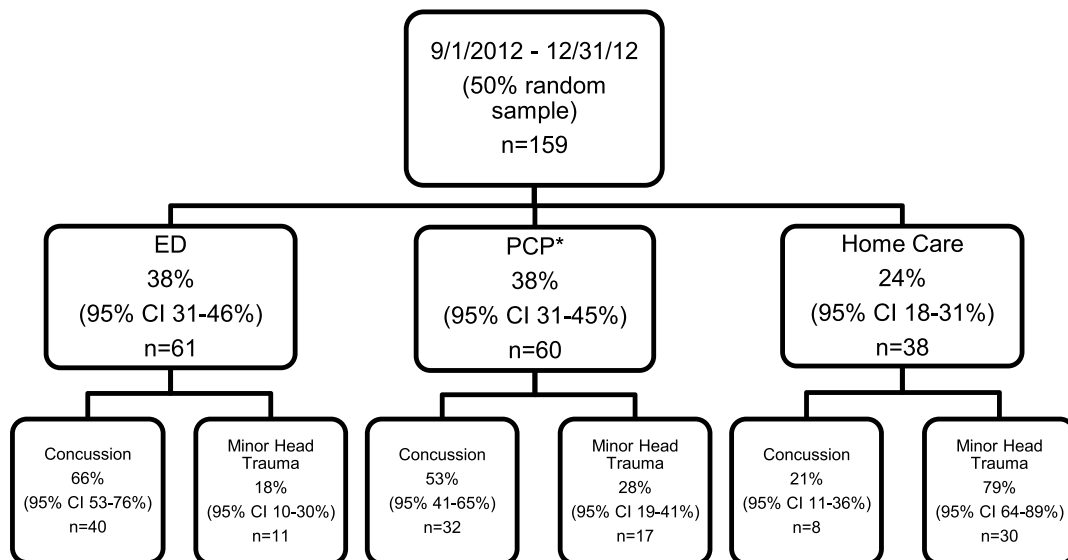 9/1/2012 - 12/31/12
(50% random
sample)
n=159
ED
38%
(95% CI 31-46%)
n=61
PCP*
38%
(95% CI 31-45%)
n=60
Home Care
24%
(95% CI 18-31%)
n=38
Concussion
66%
(95% CI 53-76%)
n=40
Minor Head
Trauma
18%
(95% CI 10-30%)
n=11
Concussion
53%
(95% 41-65%)
n=32
Minor Head
Trauma
28%
(95% CI 19-41%)
n=17
Concussion
21%
(95% CI 11-36%)
n=8
Minor Head
Trauma
79%
(95% CI 64-89%)
n=30